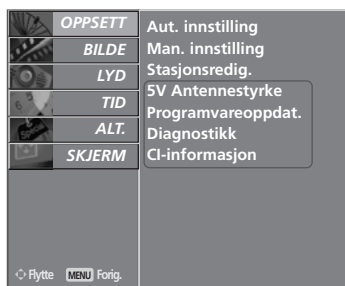 OPPSETT
BILDE
LYD
TID
ALT.
SKJERM
Aut. innstilling
Man. innstilling
Stasjonsredig.
5V Antennestyrke
Programvareoppdat.
Diagnostikk
CI-informasjon
Flytte MENU Forig.